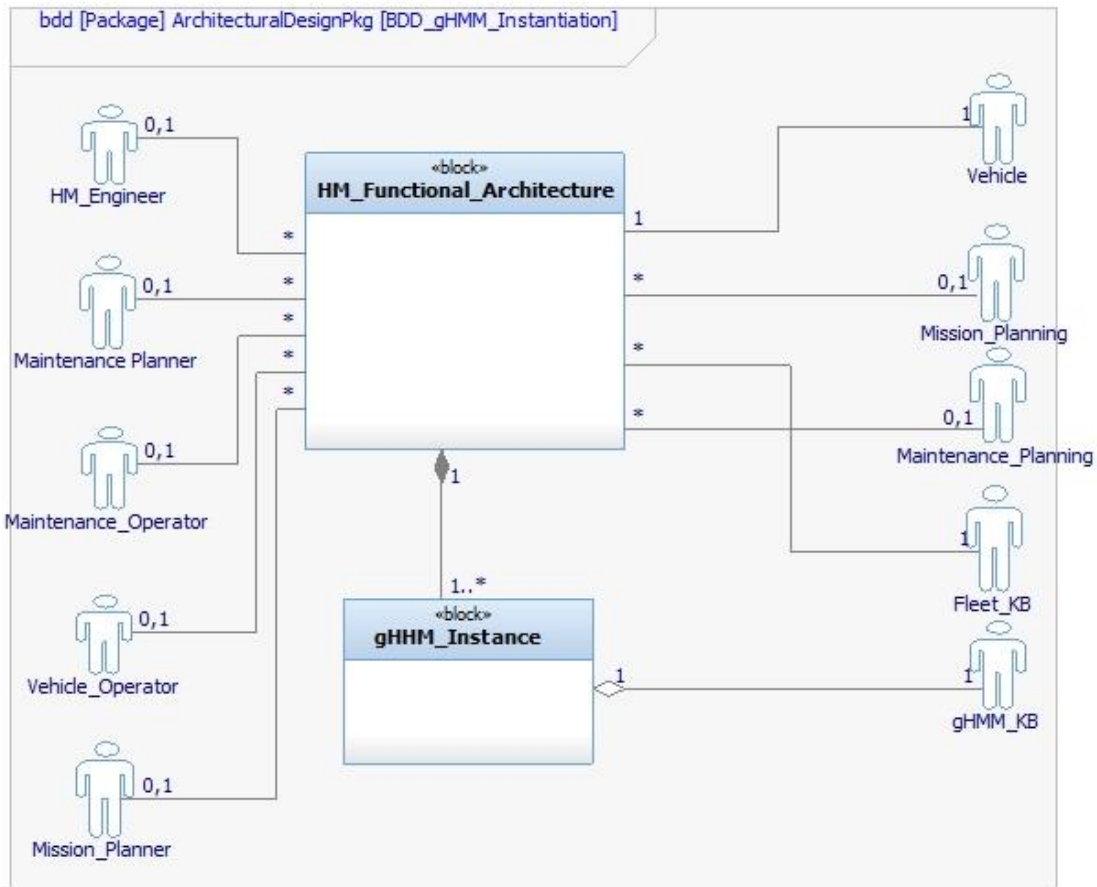 bdd [Package] ArchitecturalDesignPkg [BDD_gHMM_Instantiation]
0,1
HM_Engineer
*
0,1
Maintenance Planner
*
*
0,1
Maintenance_Operator
*
0,1
Vehicle_Operator
*
0,1
Mission_Planner
«block»
HM_Functional_Architecture
1
1
Vehicle
*
0,1
Mission_Planning
*
*
0,1
Maintenance_Planning
1
Fleet_KB
1
1..*
«block»
gHHM_Instance
1
1
gHMM_KB